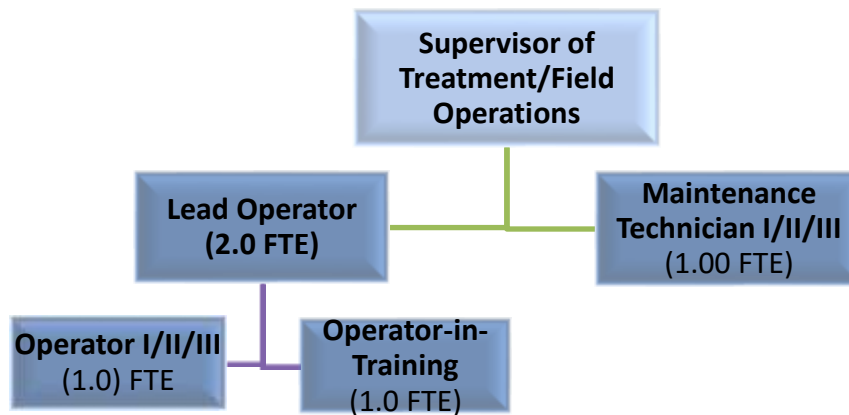 Supervisor of
Treatment/Field
Operations
Lead Operator
(2.0 FTE)
Maintenance
Technician I/II/III
(1.00 FTE)
Operator I/II/III
(1.0) FTE
Operator-in-
Training
(1.0 FTE)